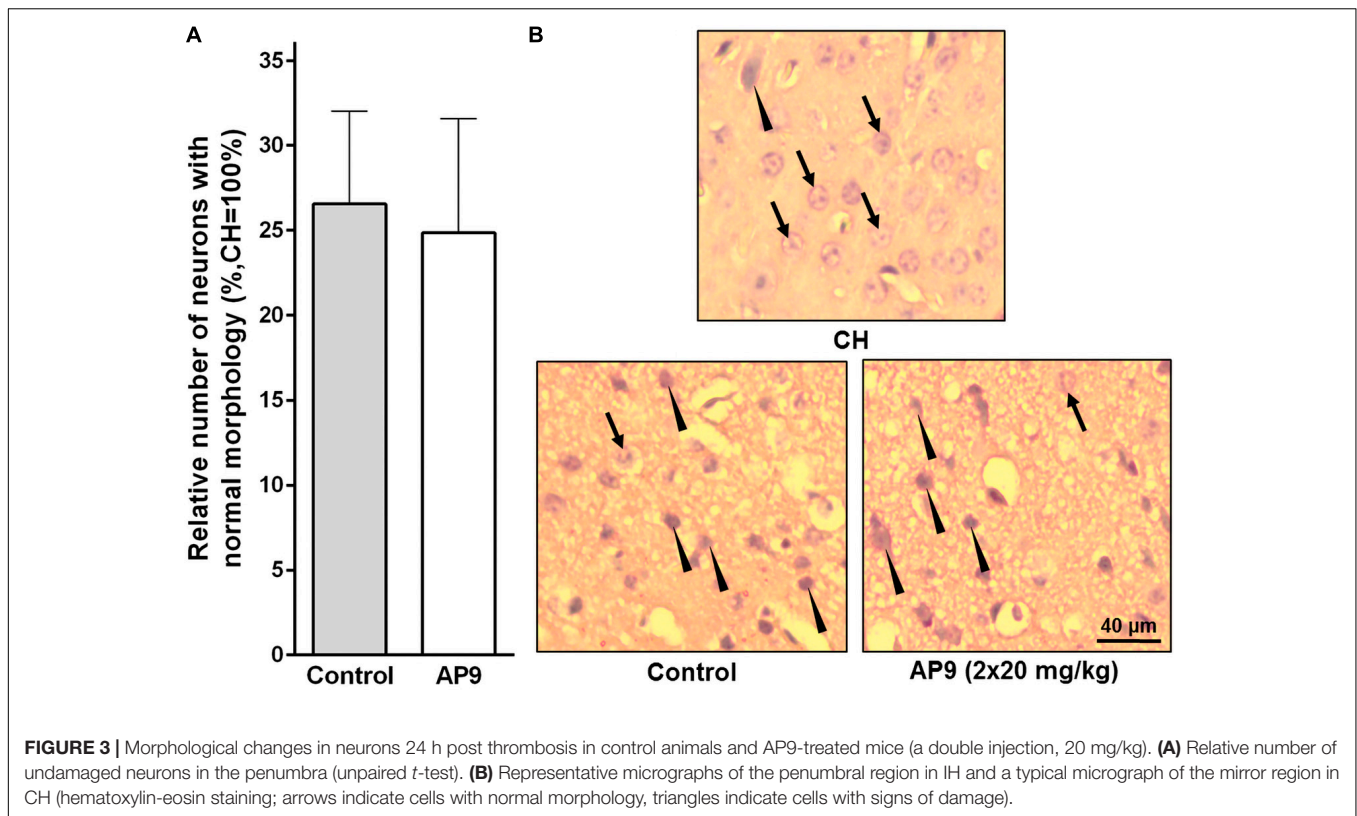 A
B
Relative number of neurons with
normal morphology (%,CH=100%)
35
30
25
20
15
10
5
0
Control
AP9
CH
Control
40 µm
AP9 (2x20 mg/kg)
FIGURE 3 | Morphological changes in neurons 24 h post thrombosis in control animals and AP9-treated mice (a double injection, 20 mg/kg). (A) Relative number of
undamaged neurons in the penumbra (unpaired t-test). (B) Representative micrographs of the penumbral region in IH and a typical micrograph of the mirror region in
CH (hematoxylin-eosin staining; arrows indicate cells with normal morphology, triangles indicate cells with signs of damage).